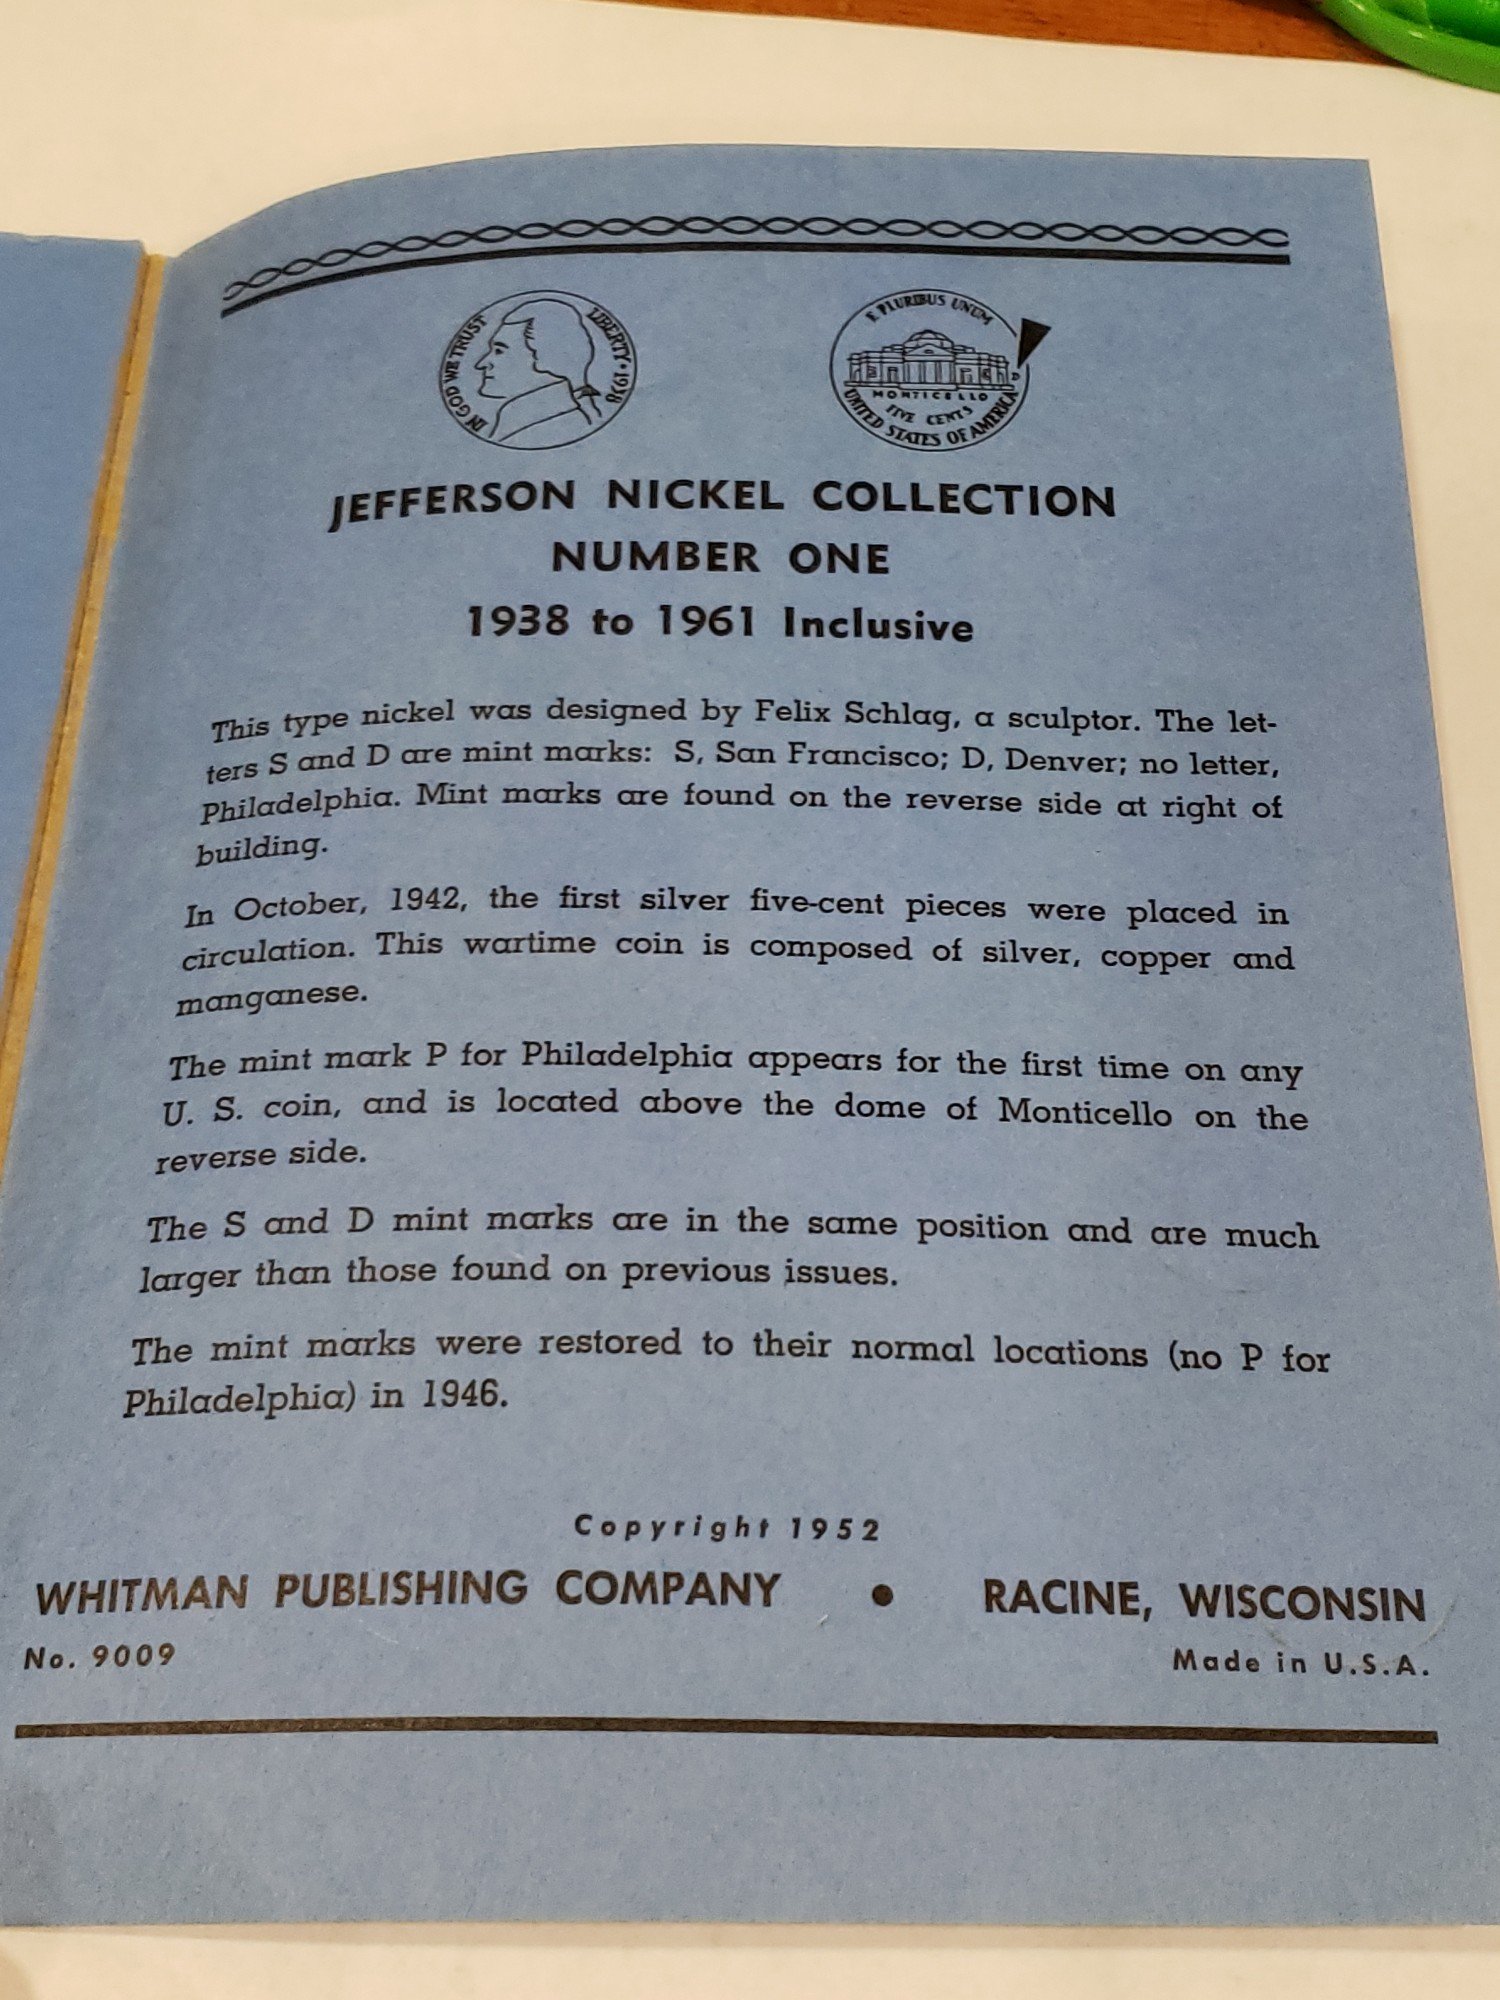 IN GOD WE TRUST
LIBERTY • 1938
E PLURIBUS UNUM
D
MONTICELLO
FIVE CENTS
UNITED STATES OF AMERICA
JEFFERSON NICKEL COLLECTION
NUMBER ONE
1938 to 1961 Inclusive
This type nickel was designed by Felix Schlag, a sculptor. The let-
ters S and D are mint marks: S, San Francisco; D, Denver; no letter,
Philadelphia. Mint marks are found on the reverse side at right of
building.
In October, 1942, the first silver five-cent pieces were placed in
circulation. This wartime coin is composed of silver, copper and
manganese.
The mint mark P for Philadelphia appears for the first time on any
U. S. coin, and is located above the dome of Monticello on the
reverse side.
The S and D mint marks are in the same position and are much
larger than those found on previous issues.
The mint marks were restored to their normal locations (no P for
Philadelphia) in 1946.
Copyright 1952
WHITMAN PUBLISHING COMPANY • RACINE, WISCONSIN
No. 9009 Made in U.S.A.